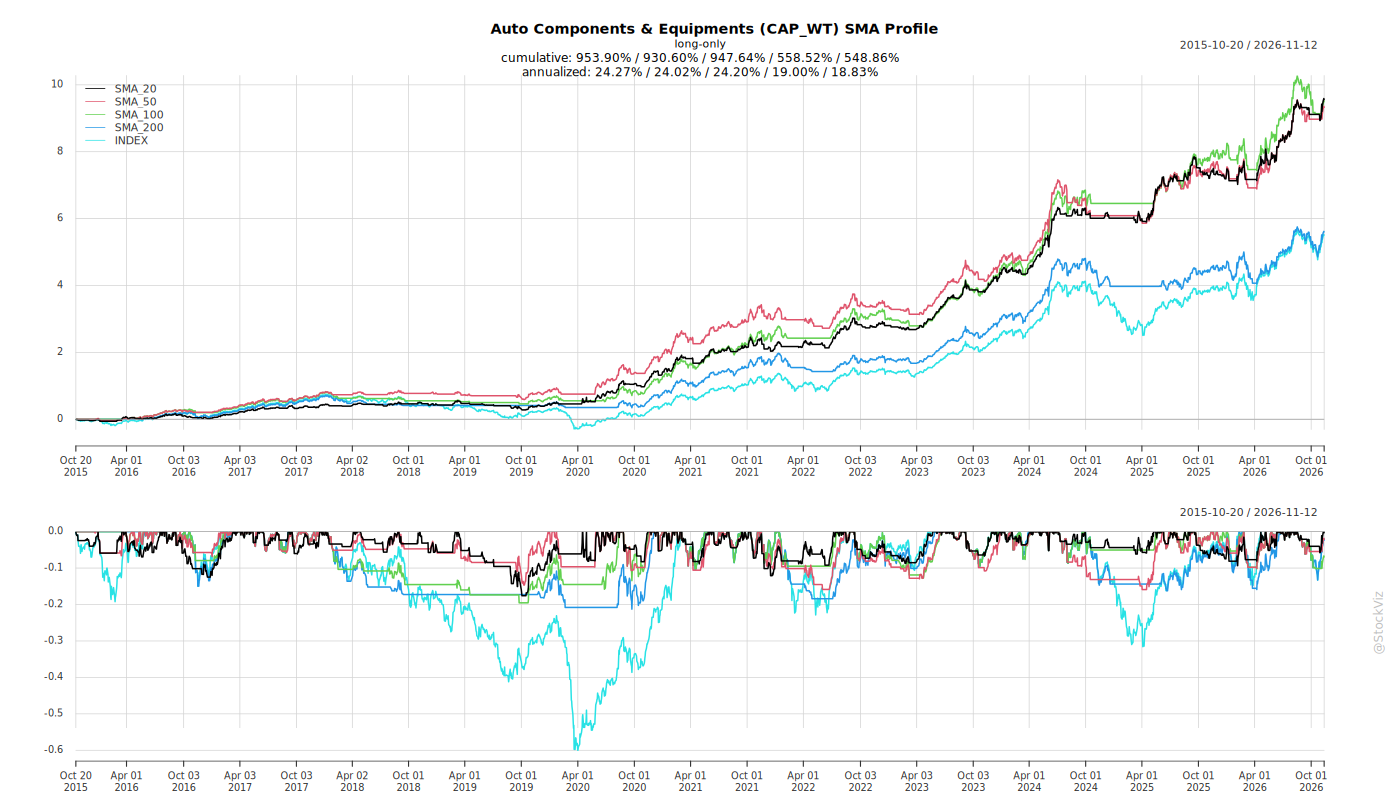 Auto Components & Equipments (CAP_WT) SMA Profile
long-only
cumulative: 953.90% / 930.60% / 947.64% / 558.52% / 548.86%
annualized: 24.27% / 24.02% / 24.20% / 19.00% / 18.83%
2015-10-20 / 2026-11-12
SMA_20
SMA_50
SMA_100
SMA_200
INDEX
10
8
6
4
2
0
Oct 20 Apr 01 Oct 03 Apr 03 Oct 03 Apr 02 Oct 01 Apr 01 Oct 01 Apr 01 Oct 01 Apr 01 Oct 01 Apr 01 Oct 03 Apr 03 Oct 03 Apr 01 Oct 01 Apr 01 Oct 01 Apr 01 Oct 01
2015 2016 2016 2017 2017 2018 2018 2019 2019 2020 2020 2021 2021 2022 2022 2023 2023 2024 2024 2025 2025 2026 2026
2015-10-20 / 2026-11-12
0.0
-0.1
-0.2
-0.3
-0.4
-0.5
-0.6
Oct 20 Apr 01 Oct 03 Apr 03 Oct 03 Apr 02 Oct 01 Apr 01 Oct 01 Apr 01 Oct 01 Apr 01 Oct 01 Apr 01 Oct 03 Apr 03 Oct 03 Apr 01 Oct 01 Apr 01 Oct 01 Apr 01 Oct 01
2015 2016 2016 2017 2017 2018 2018 2019 2019 2020 2020 2021 2021 2022 2022 2023 2023 2024 2024 2025 2025 2026 2026
@StockViz